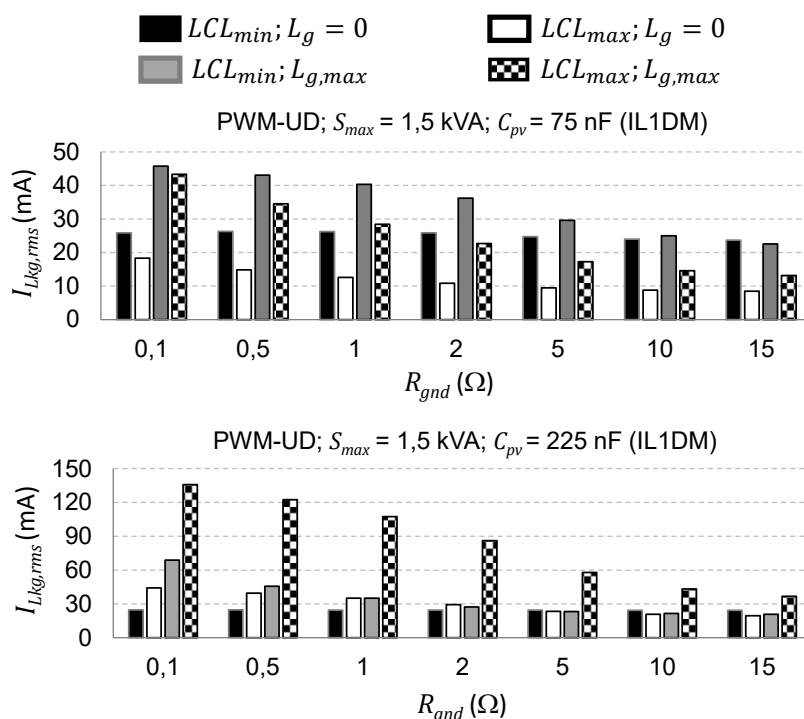 LCL_min; L_g = 0 LCL_max; L_g = 0
LCL_min; L_g,max LCL_max; L_g,max
PWM-UD; S_max = 1,5 kVA; C_pv = 75 nF (IL1DM)
I_Lkg,rms (mA)
50
40
30
20
10
0
0,1 0,5 1 2 5 10 15
R_gnd (Ω)
PWM-UD; S_max = 1,5 kVA; C_pv = 225 nF (IL1DM)
I_Lkg,rms (mA)
150
120
90
60
30
0
0,1 0,5 1 2 5 10 15
R_gnd (Ω)